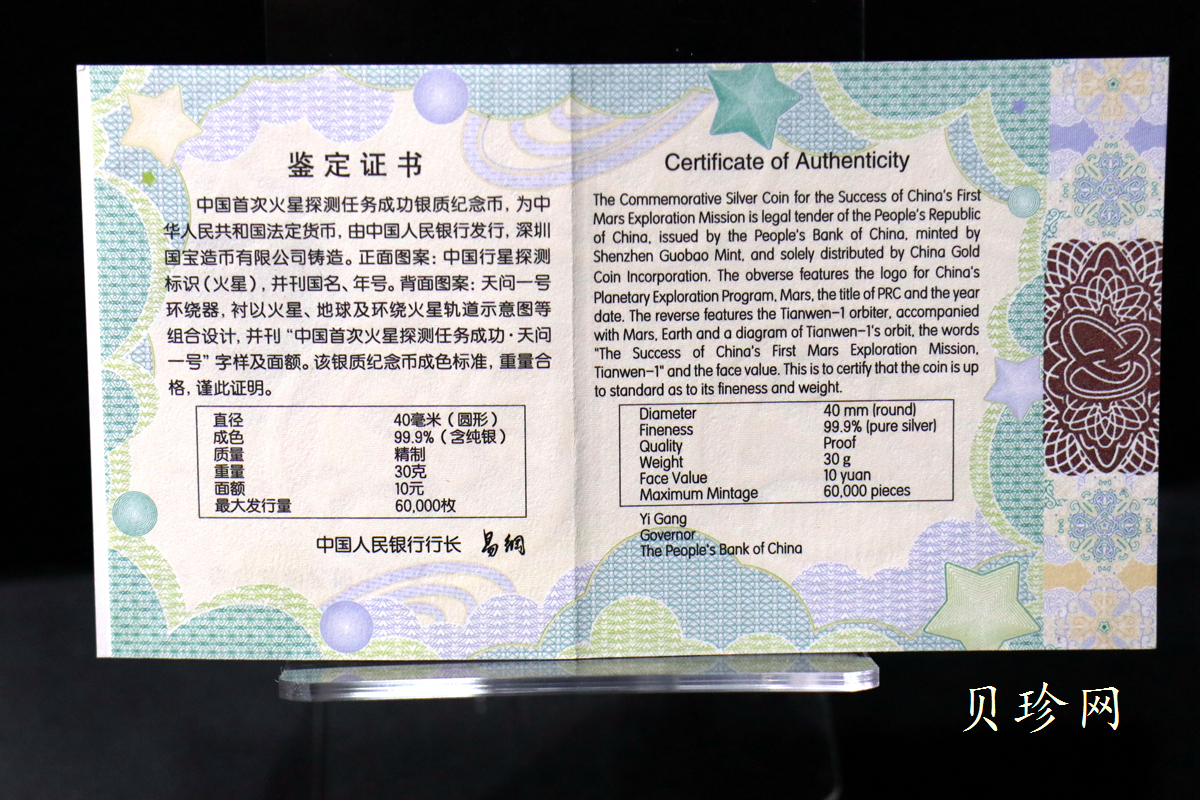 鉴定证书
中国首次火星探测任务成功银质纪念币，为中
华人民共和国法定货币，由中国人民银行发行，深圳
国宝造币有限公司铸造。正面图案：中国行星探测
标识（火星），并刊国名、年号。背面图案：天问一号
环绕器，衬以火星、地球及环绕火星轨道示意图等
组合设计，并刊“中国首次火星探测任务成功·天问
一号”字样及面额。该银质纪念币成色标准，重量合
格，谨此证明。
直径 40毫米（圆形）
成色 99.9%（含纯银）
质量 精制
重量 30克
面额 10元
最大发行量 60,000枚
中国人民银行行长 易纲
Certificate of Authenticity
The Commemorative Silver Coin for the Success of China's First
Mars Exploration Mission is legal tender of the People's Republic
of China, issued by the People's Bank of China, minted by
Shenzhen Guobao Mint, and solely distributed by China Gold
Coin Incorporation. The obverse features the logo for China's
Planetary Exploration Program, Mars, the title of PRC and the year
date. The reverse features the Tianwen-1 orbiter, accompanied
with Mars, Earth and a diagram of Tianwen-1's orbit, the words
"The Success of China's First Mars Exploration Mission,
Tianwen-1" and the face value. This is to certify that the coin is up
to standard as to its fineness and weight.
Diameter 40 mm (round)
Fineness 99.9% (pure silver)
Quality Proof
Weight 30 g
Face Value 10 yuan
Maximum Mintage 60,000 pieces
Yi Gang
Governor
The People's Bank of China
贝珍网